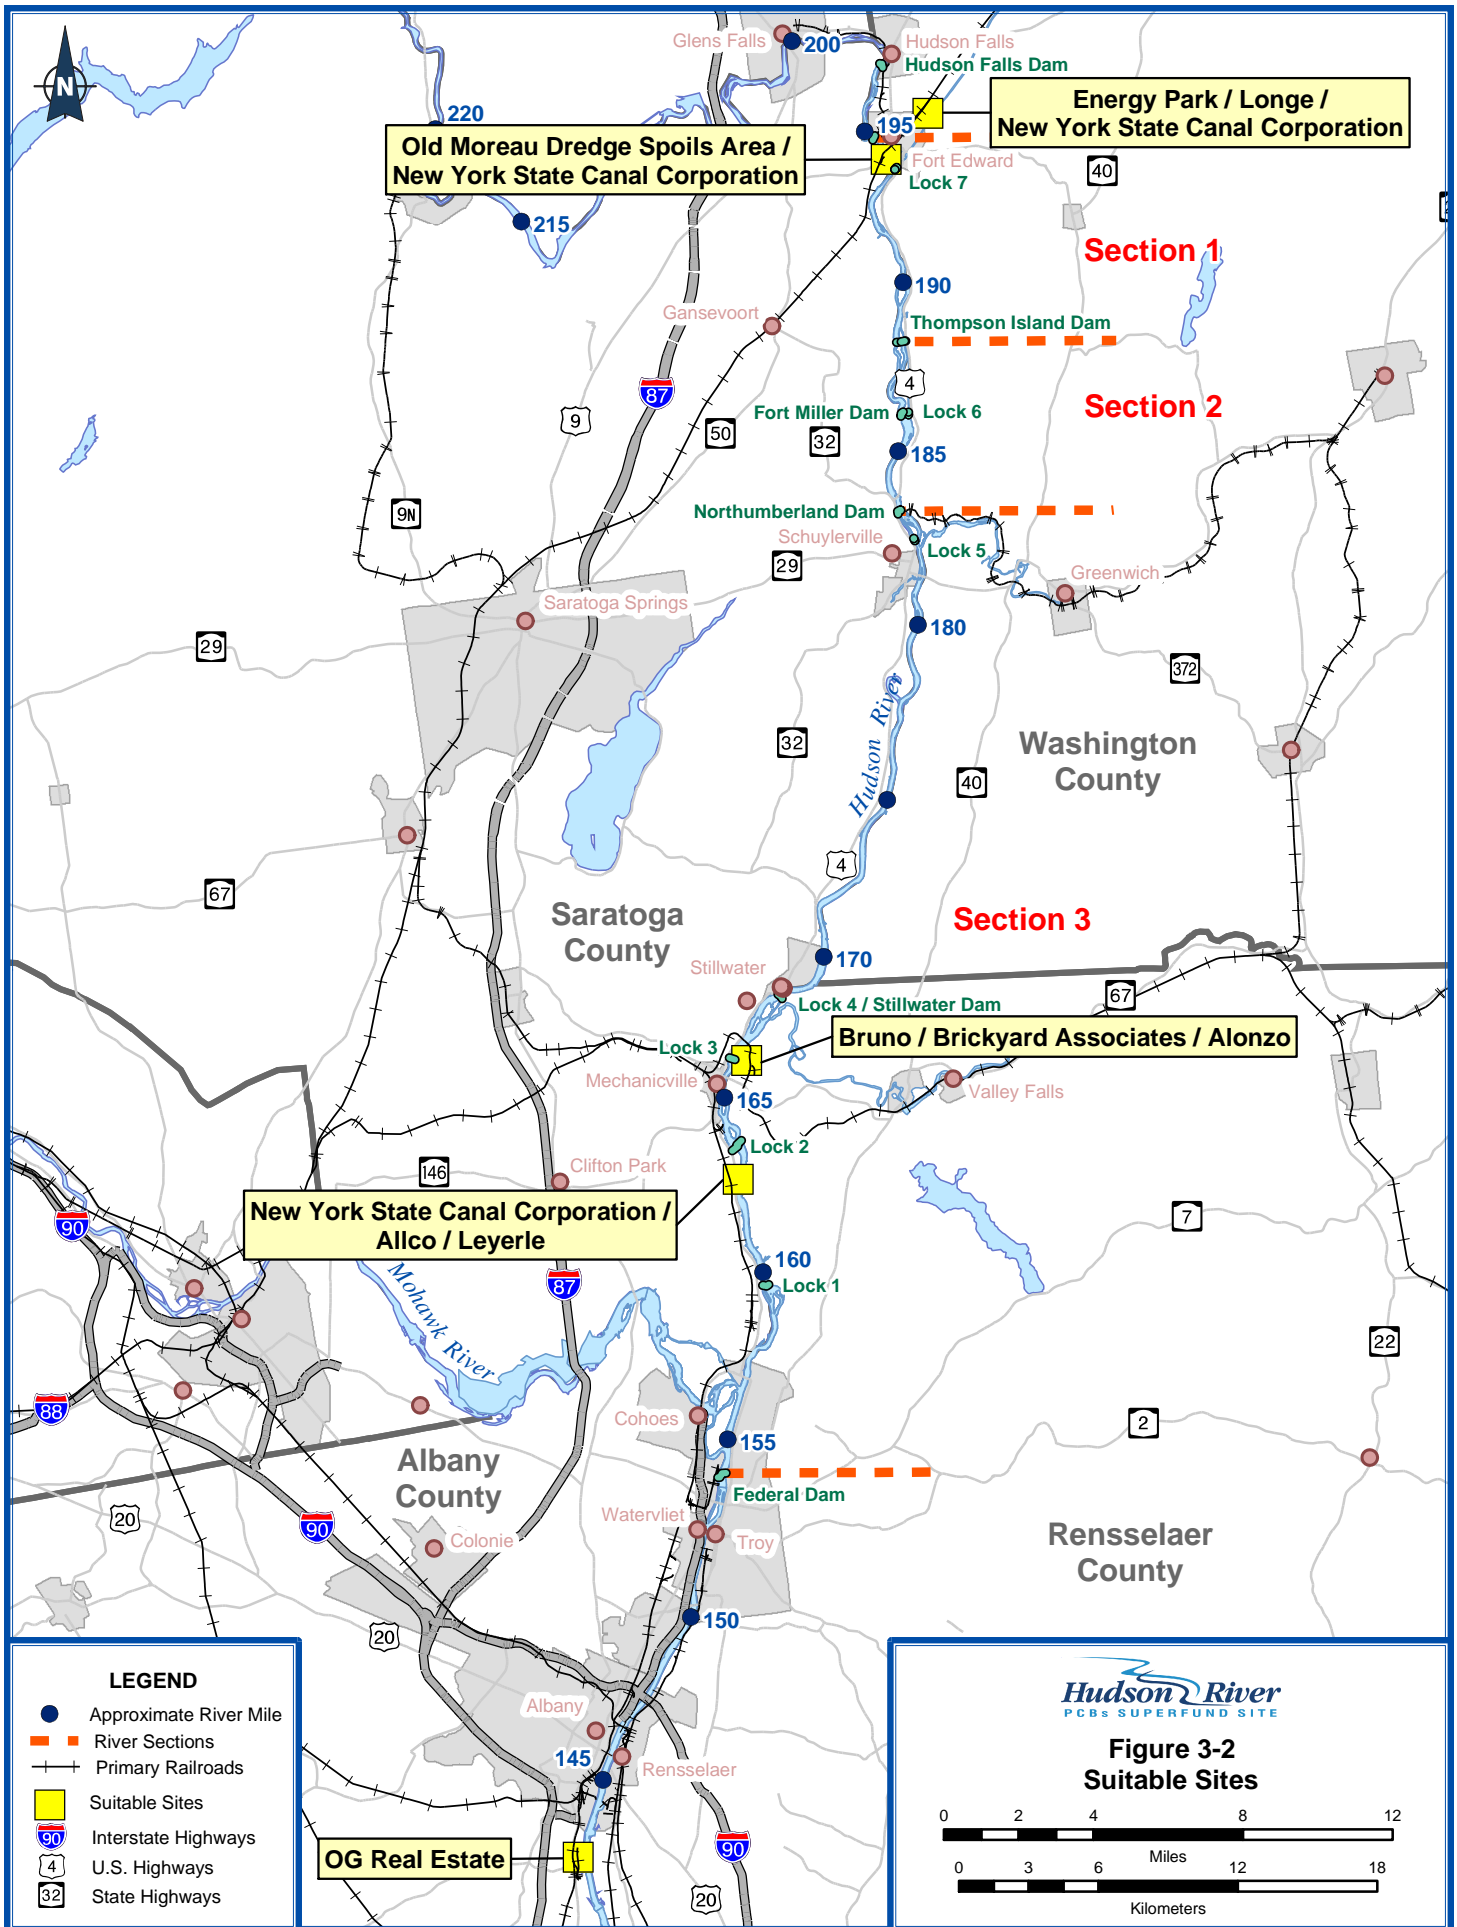 N
Glens Falls
200
Hudson Falls
Hudson Falls Dam
Energy Park / Longe /
New York State Canal Corporation
220
195
Old Moreau Dredge Spoils Area /
New York State Canal Corporation
Fort Edward
Lock 7
40
215
Section 1
190
Gansevoort
Thompson Island Dam
87
4
9
Fort Miller Dam
Lock 6
Section 2
50
32
185
9N
Northumberland Dam
Schuylerville
Lock 5
29
Greenwich
Saratoga Springs
180
29
372
Hudson River
32
Washington
County
40
4
67
Saratoga
County
Section 3
170
Stillwater
67
Lock 4 / Stillwater Dam
Bruno / Brickyard Associates / Alonzo
Lock 3
Mechanicville
165
Valley Falls
Lock 2
146
Clifton Park
New York State Canal Corporation /
Allco / Leyerle
90
7
160
Lock 1
87
Mohawk River
22
88
Cohoes
2
155
Albany
County
Federal Dam
20
90
Watervliet
Troy
Colonie
Rensselaer
County
150
20
Albany
145
Rensselaer
90
OG Real Estate
20
LEGEND
Approximate River Mile
River Sections
Primary Railroads
Suitable Sites
90
Interstate Highways
4
U.S. Highways
32
State Highways
Hudson River
PCBs SUPERFUND SITE
Figure 3-2
Suitable Sites
0 2 4 8 12
Miles
0 3 6 12 18
Kilometers